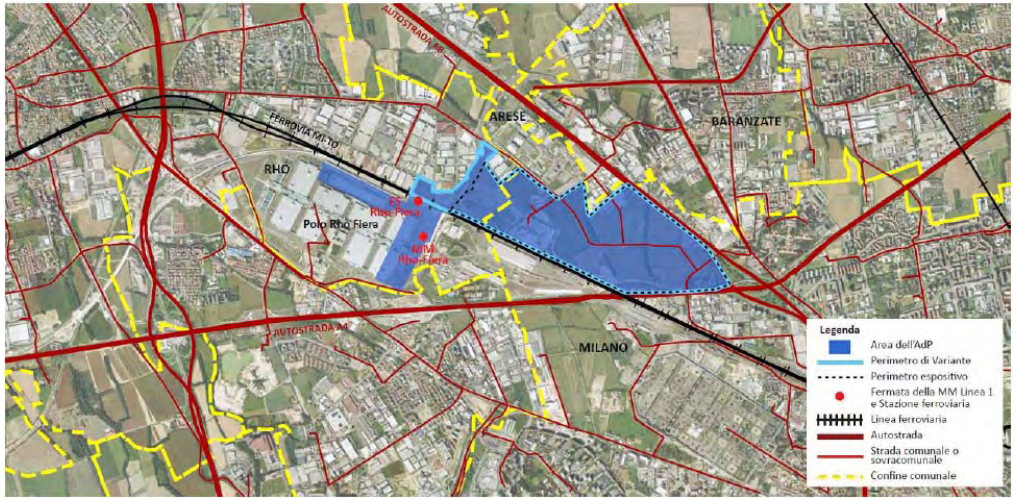 AUTOSTRADA A8
ARESE
BARANZATE
FERROVIA MI-TO
RHO
FS
Rho-Fiera
Polo Rho Fiera
MM
Rho-Fiera
AUTOSTRADA A4
MILANO
Legenda
Area dell'AdP
Perimetro di Variante
Perimetro espositivo
Fermata della MM Linea 1
e Stazione ferroviaria
Linea ferroviaria
Autostrada
Strada comunale o
sovracomunale
Confine comunale